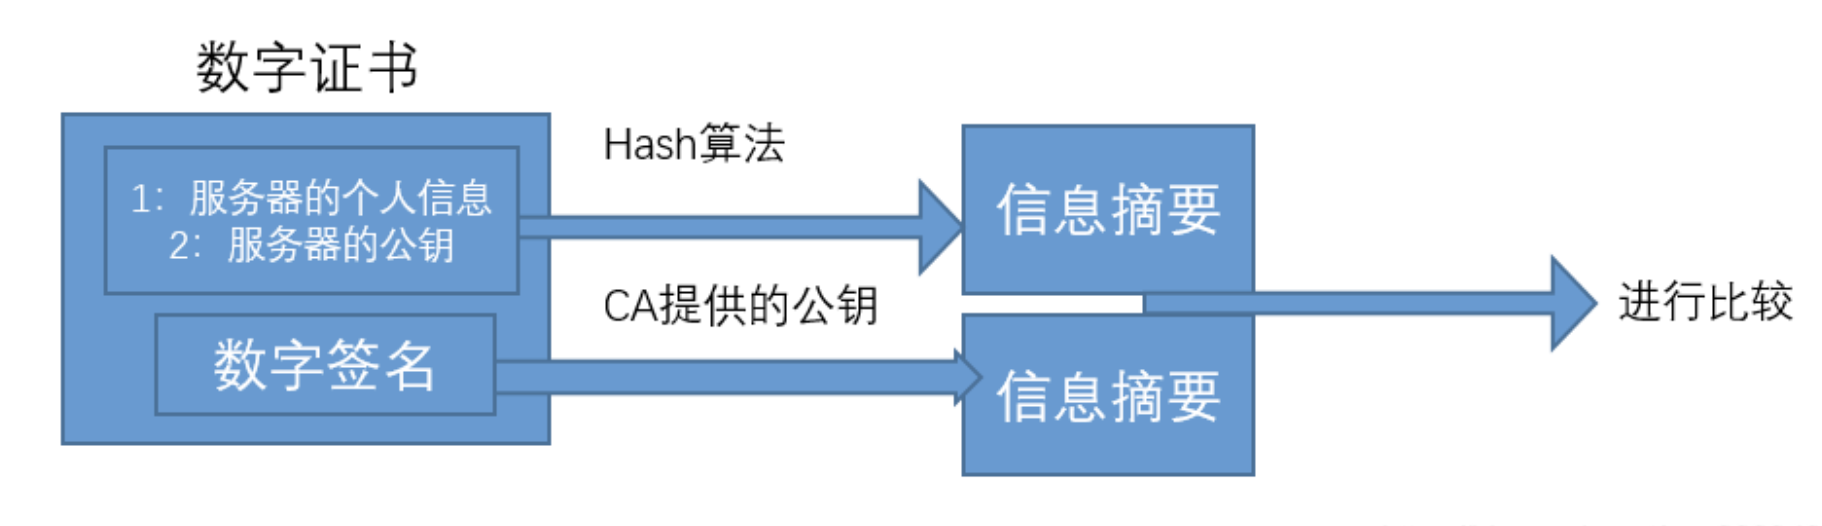 数字证书
Hash算法
1：服务器的个人信息
2：服务器的公钥
信息摘要
CA提供的公钥
进行比较
数字签名
信息摘要